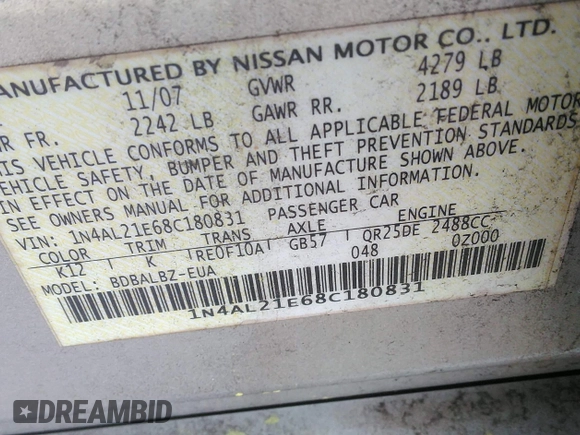 ANUFACTURED BY NISSAN MOTOR CO., LTD.
11/07 GVWR 4279 LB
R FR. 2242 LB GAWR RR. 2189 LB
IS VEHICLE CONFORMS TO ALL APPLICABLE FEDERAL MOTOR
EHICLE SAFETY, BUMPER AND THEFT PREVENTION STANDARDS
IN EFFECT ON THE DATE OF MANUFACTURE SHOWN ABOVE.
SEE OWNERS MANUAL FOR ADDITIONAL INFORMATION.
VIN: 1N4AL21E68C180831 PASSENGER CAR
COLOR TRIM TRANS AXLE ENGINE
K12 K RE0F10A GB57 QR25DE 2488CC
048 0Z000
MODEL: BDBALBZ-EUA
1N4AL21E68C180831
DREAMBID